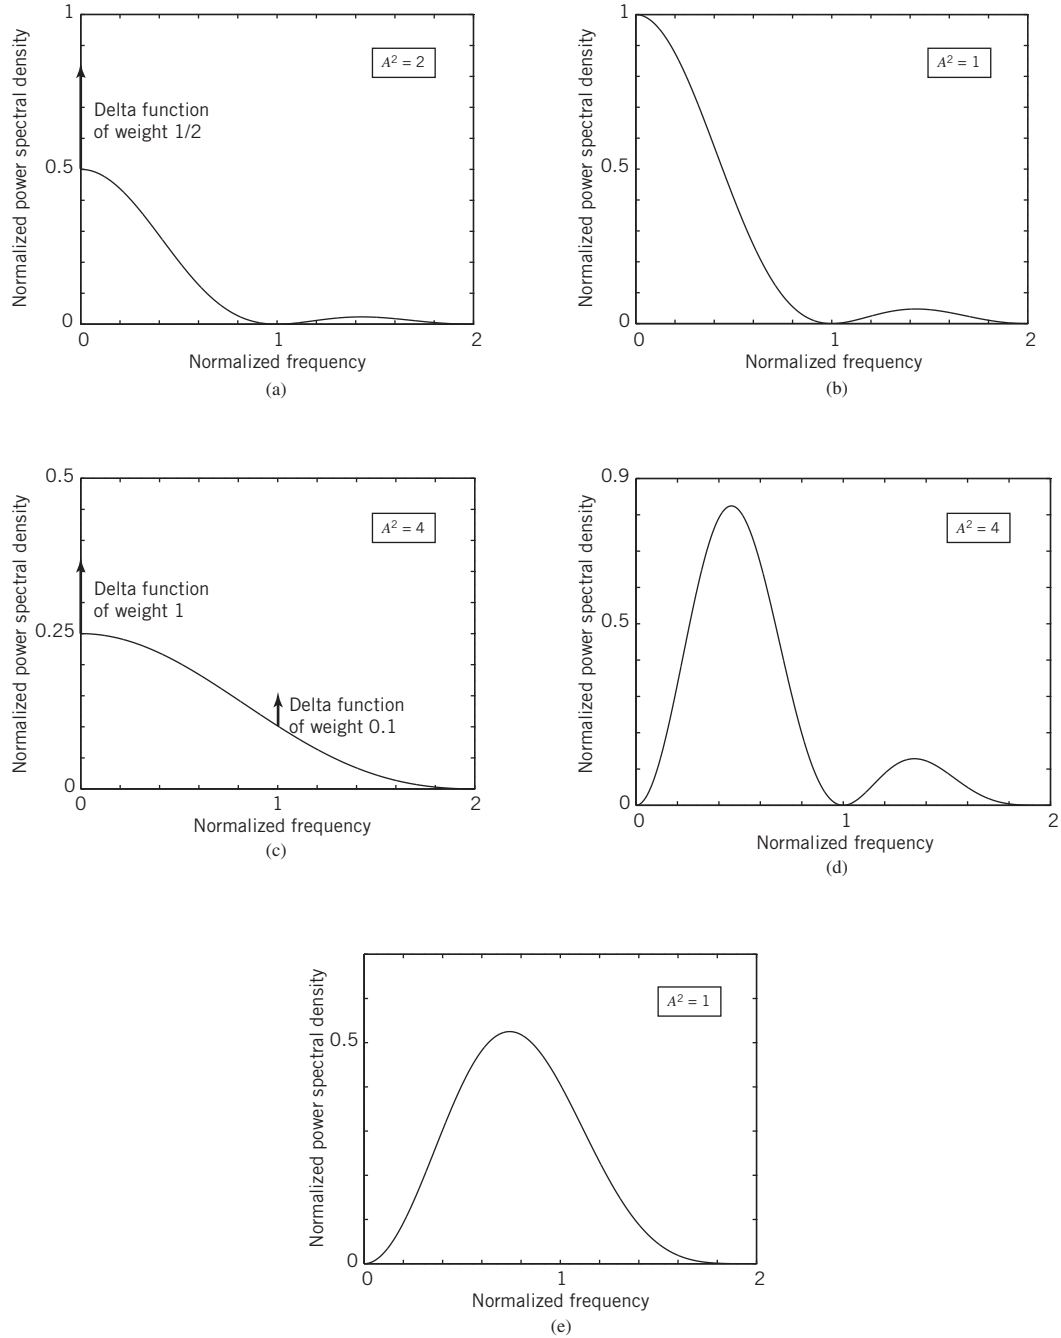 1
Normalized power spectral density
A² = 2
Delta function
of weight 1/2
0.5
0
0 1 2
Normalized frequency
(a)
1
Normalized power spectral density
A² = 1
0.5
0
0 1 2
Normalized frequency
(b)
0.5
Normalized power spectral density
A² = 4
Delta function
of weight 1
0.25
Delta function
of weight 0.1
0
0 1 2
Normalized frequency
(c)
0.9
Normalized power spectral density
A² = 4
0.5
0
0 1 2
Normalized frequency
(d)
Normalized power spectral density
A² = 1
0.5
0
0 1 2
Normalized frequency
(e)